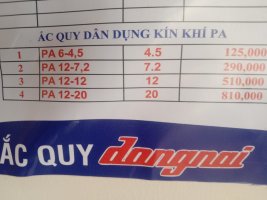 ẮC QUY DÂN DỤNG KÍN KHÍ PA
1 PA 6-4,5 4.5 125,000
2 PA 12-7,2 7.2 290,000
3 PA 12-12 12 510,000
4 PA 12-20 20 810,000
ẮC QUY dongnai